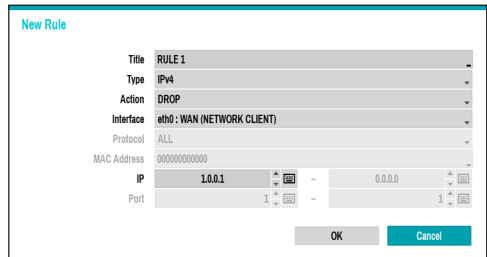 New Rule
Title RULE 1
Type IPv4
Action DROP
Interface eth0 : WAN (NETWORK CLIENT)
Protocol ALL
MAC Address 000000000000
IP 1.0.0.1 ~ 0.0.0.0
Port 1 ~ 1
OK Cancel